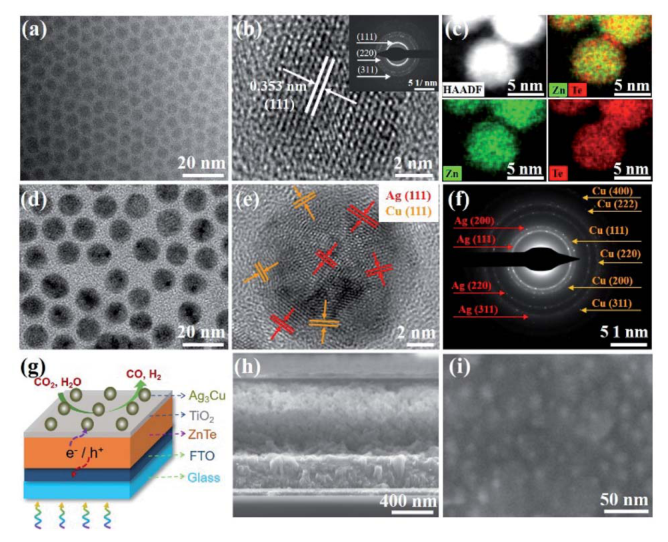 (a)
20 nm
(b)
(111)
(220)
(311)
5 1/ nm
0.353 nm
(111)
2 nm
(c)
HAADF
5 nm
Zn Te
5 nm
Zn
5 nm
Te
5 nm
(d)
20 nm
(e)
Ag (111)
Cu (111)
2 nm
(f)
Cu (400)
Cu (222)
Ag (200)
Cu (111)
Ag (111)
Cu (220)
Ag (220)
Cu (200)
Ag (311)
Cu (311)
5 1 nm
(g)
CO, H₂
CO₂, H₂O
Ag₃Cu
TiO₂
ZnTe
e⁻ / h⁺
FTO
Glass
(h)
400 nm
(i)
50 nm